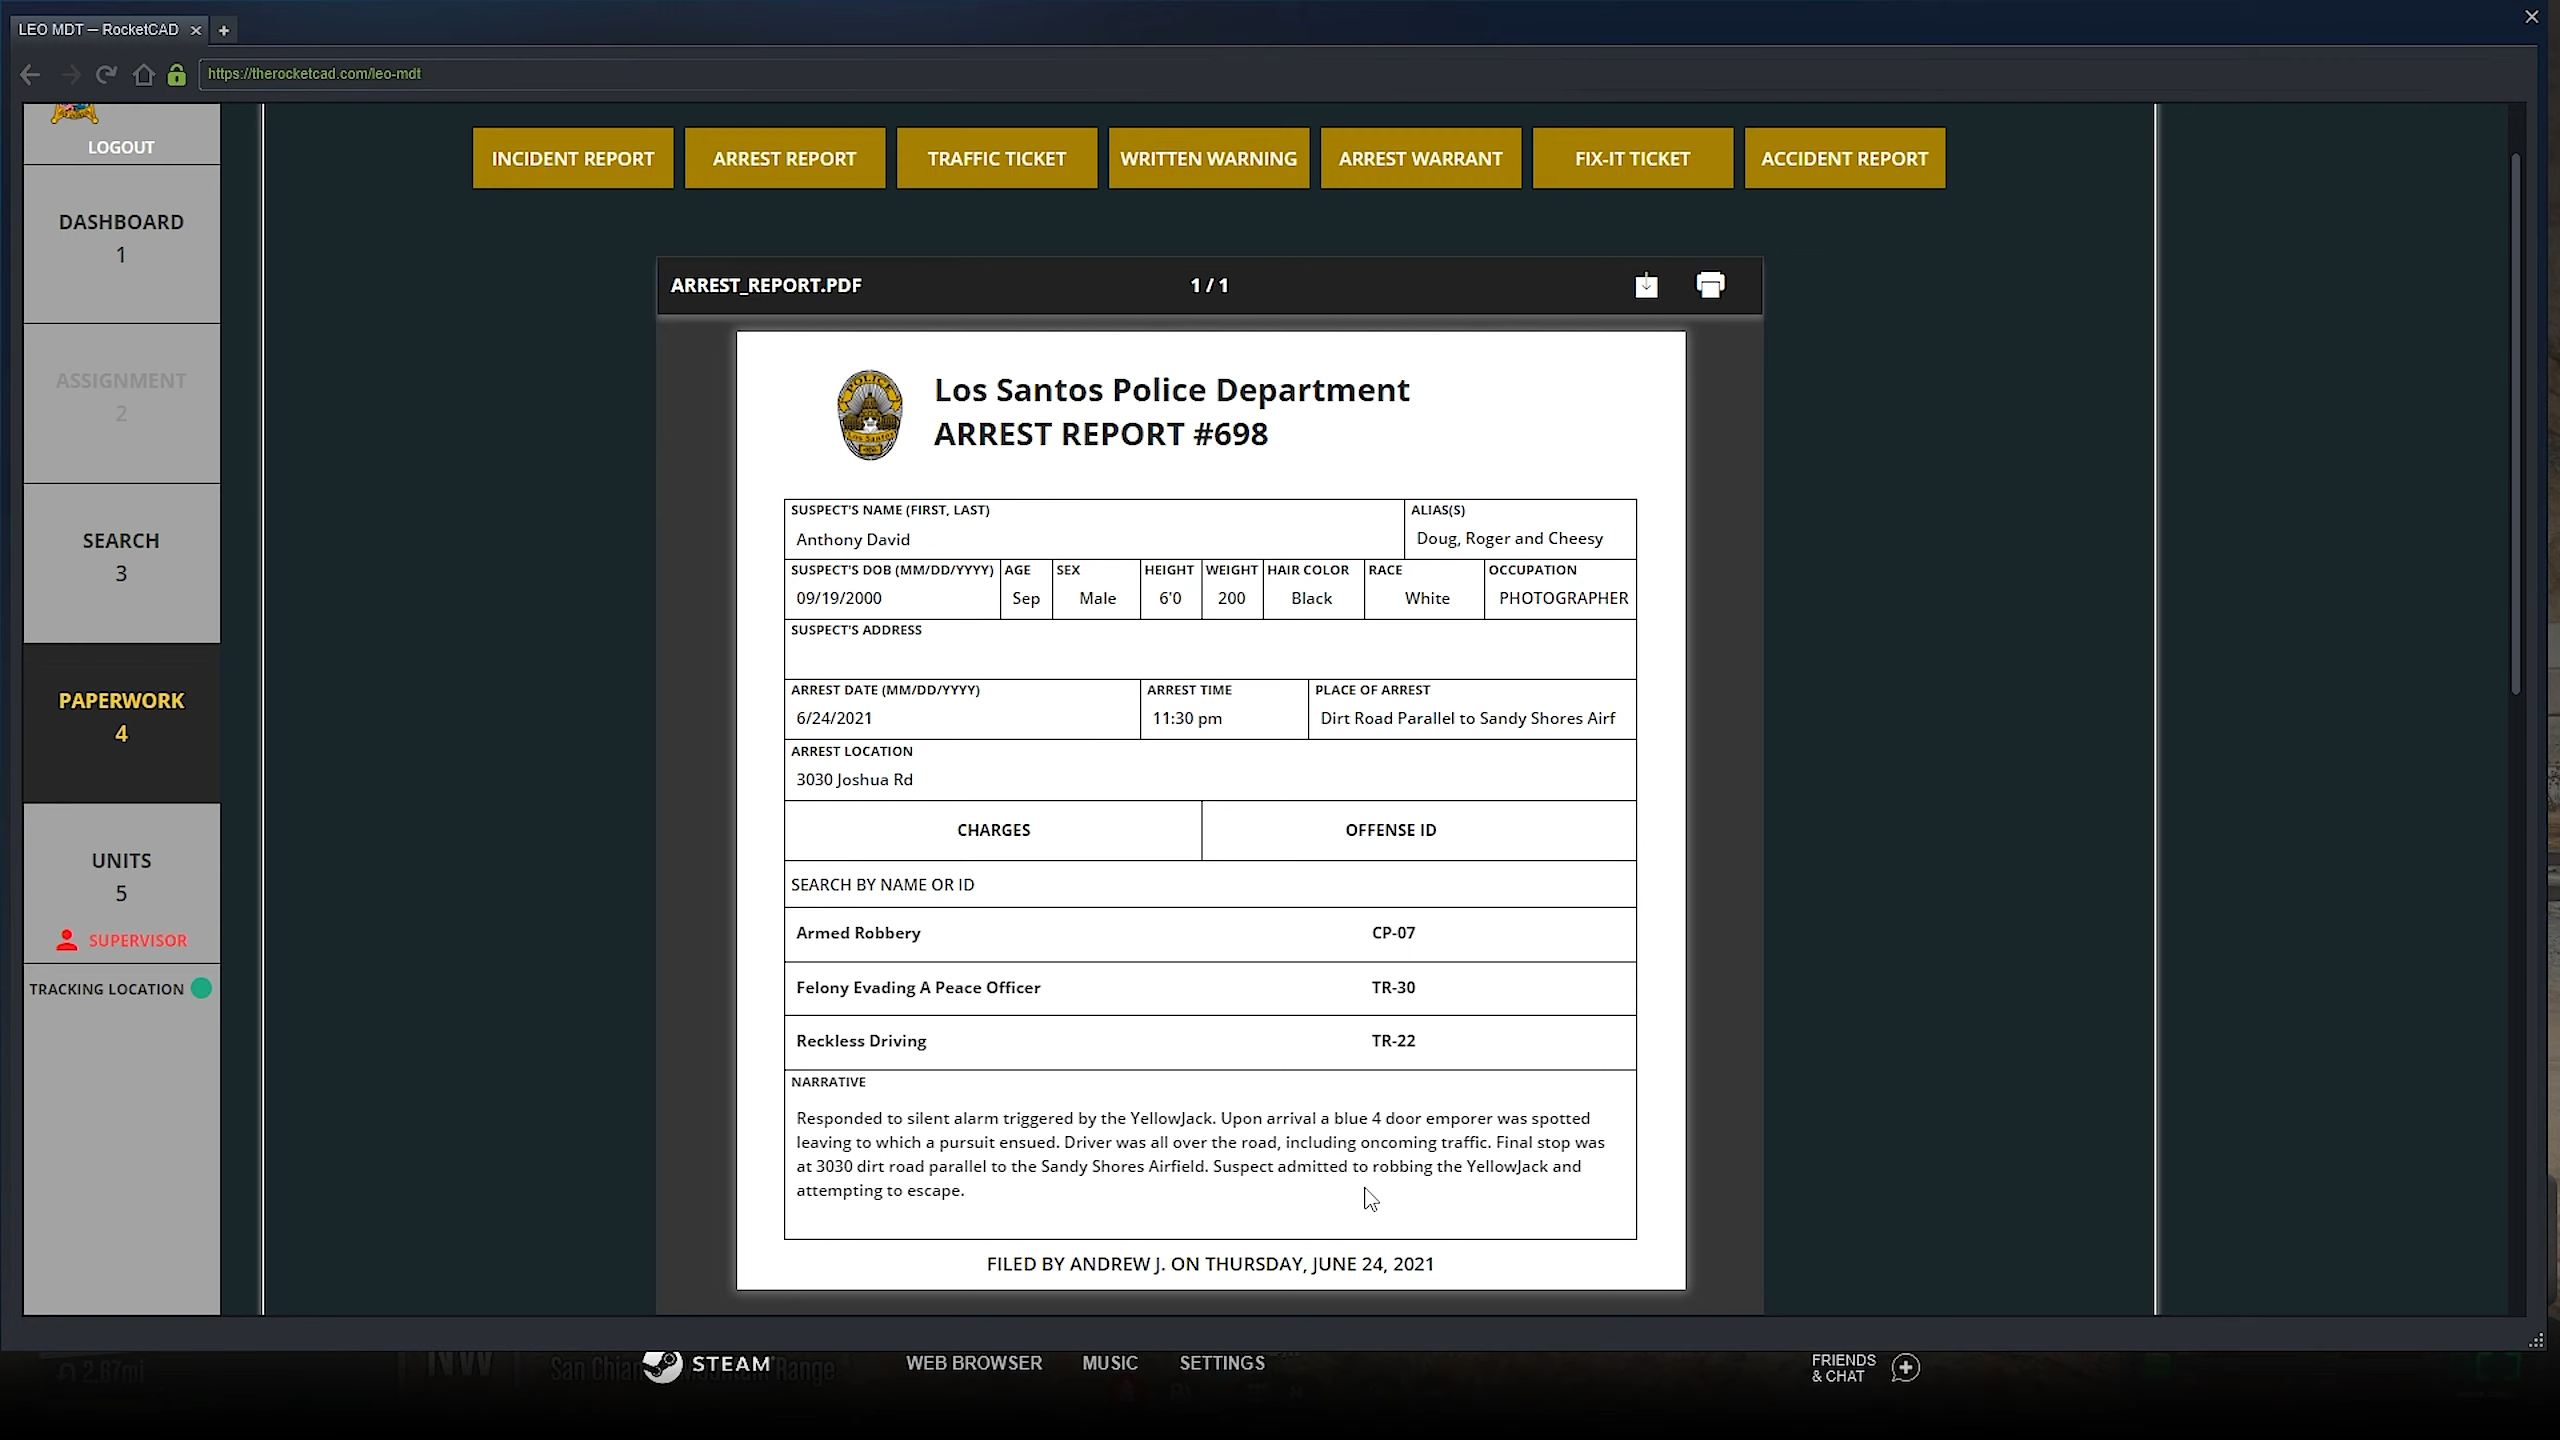 LEO MDT — RocketCAD
https://therocketcad.com/leo-mdt
LOGOUT
DASHBOARD
1
ASSIGNMENT
2
SEARCH
3
PAPERWORK
4
UNITS
5
SUPERVISOR
TRACKING LOCATION
INCIDENT REPORT ARREST REPORT TRAFFIC TICKET WRITTEN WARNING ARREST WARRANT FIX-IT TICKET ACCIDENT REPORT
ARREST_REPORT.PDF 1 / 1
POLICE
Los Santos
Los Santos Police Department
ARREST REPORT #698
SUSPECT'S NAME (FIRST, LAST) ALIAS(S)
Anthony David Doug, Roger and Cheesy
SUSPECT'S DOB (MM/DD/YYYY) AGE SEX HEIGHT WEIGHT HAIR COLOR RACE OCCUPATION
09/19/2000 Sep Male 6'0 200 Black White PHOTOGRAPHER
SUSPECT'S ADDRESS
ARREST DATE (MM/DD/YYYY) ARREST TIME PLACE OF ARREST
6/24/2021 11:30 pm Dirt Road Parallel to Sandy Shores Airf
ARREST LOCATION
3030 Joshua Rd
CHARGES OFFENSE ID
SEARCH BY NAME OR ID
Armed Robbery CP-07
Felony Evading A Peace Officer TR-30
Reckless Driving TR-22
NARRATIVE
Responded to silent alarm triggered by the YellowJack. Upon arrival a blue 4 door emporer was spotted
leaving to which a pursuit ensued. Driver was all over the road, including oncoming traffic. Final stop was
at 3030 dirt road parallel to the Sandy Shores Airfield. Suspect admitted to robbing the YellowJack and
attempting to escape.
FILED BY ANDREW J. ON THURSDAY, JUNE 24, 2021
2.67mi NW San Chian Range
STEAM WEB BROWSER MUSIC SETTINGS FRIENDS
& CHAT